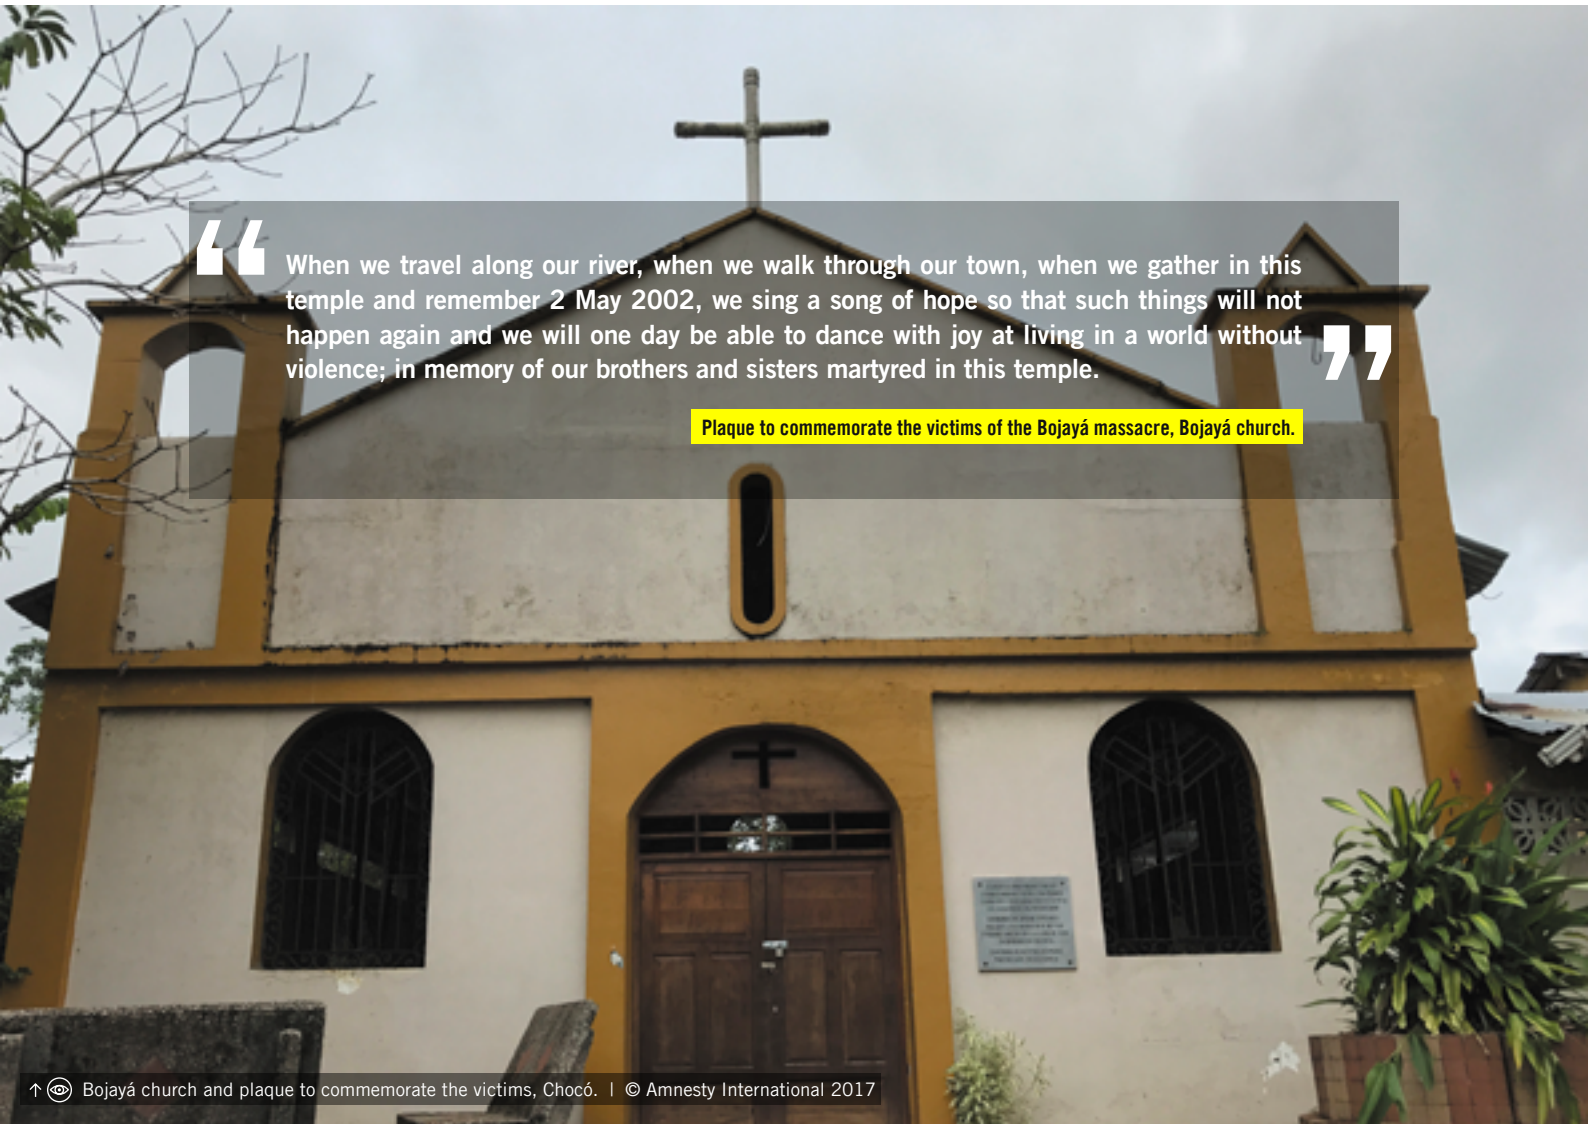 “
When we travel along our river, when we walk through our town, when we gather in this
temple and remember 2 May 2002, we sing a song of hope so that such things will not
happen again and we will one day be able to dance with joy at living in a world without
violence; in memory of our brothers and sisters martyred in this temple.
”
Plaque to commemorate the victims of the Bojayá massacre, Bojayá church.
↑ Bojayá church and plaque to commemorate the victims, Chocó. | © Amnesty International 2017